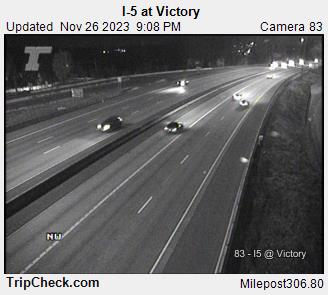 I-5 at Victory
Updated Nov 26 2023 9:08 PM Camera 83
T
NW
83 - I5 @ Victory
TripCheck.com Milepost306.80